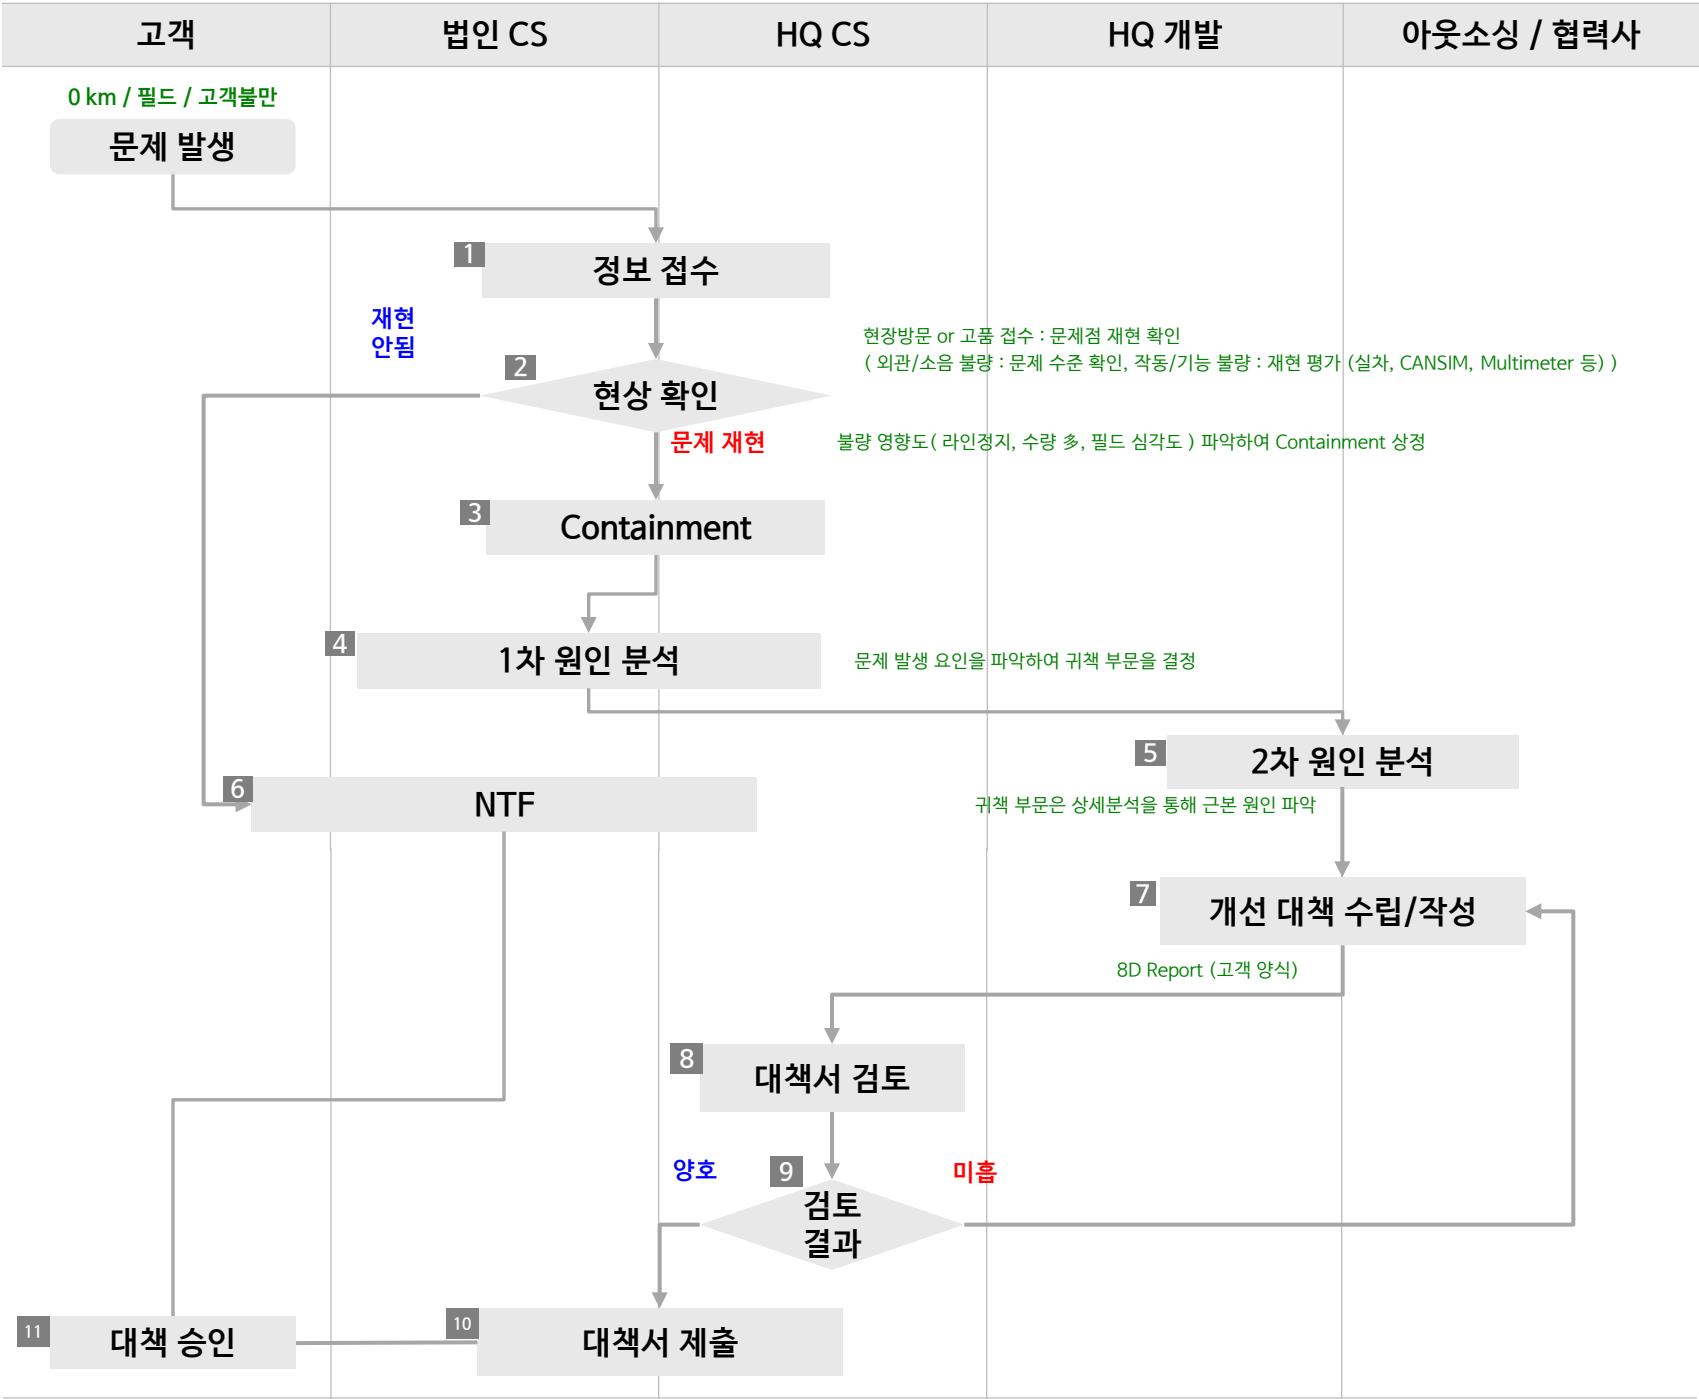 고객
법인 CS
HQ CS
HQ 개발
아웃소싱 / 협력사
0 km / 필드 / 고객불만
문제 발생
1
정보 접수
재현
안됨
현장방문 or 고품 접수 : 문제점 재현 확인
( 외관/소음 불량 : 문제 수준 확인, 작동/기능 불량 : 재현 평가 (실차, CANSIM, Multimeter 등) )
2
현상 확인
문제 재현
불량 영향도( 라인정지, 수량 多, 필드 심각도 ) 파악하여 Containment 상정
3
Containment
4
1차 원인 분석
문제 발생 요인을 파악하여 귀책 부문을 결정
5
2차 원인 분석
6
NTF
귀책 부문은 상세분석을 통해 근본 원인 파악
7
개선 대책 수립/작성
8D Report (고객 양식)
8
대책서 검토
양호
9
미흡
검토
결과
11
대책 승인
10
대책서 제출